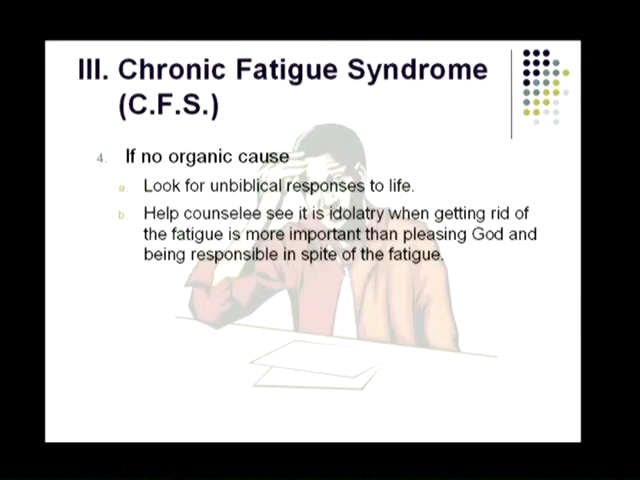 III. Chronic Fatigue Syndrome
(C.F.S.)
4. If no organic cause
a. Look for unbiblical responses to life.
b. Help counselee see it is idolatry when getting rid of
the fatigue is more important than pleasing God and
being responsible in spite of the fatigue.